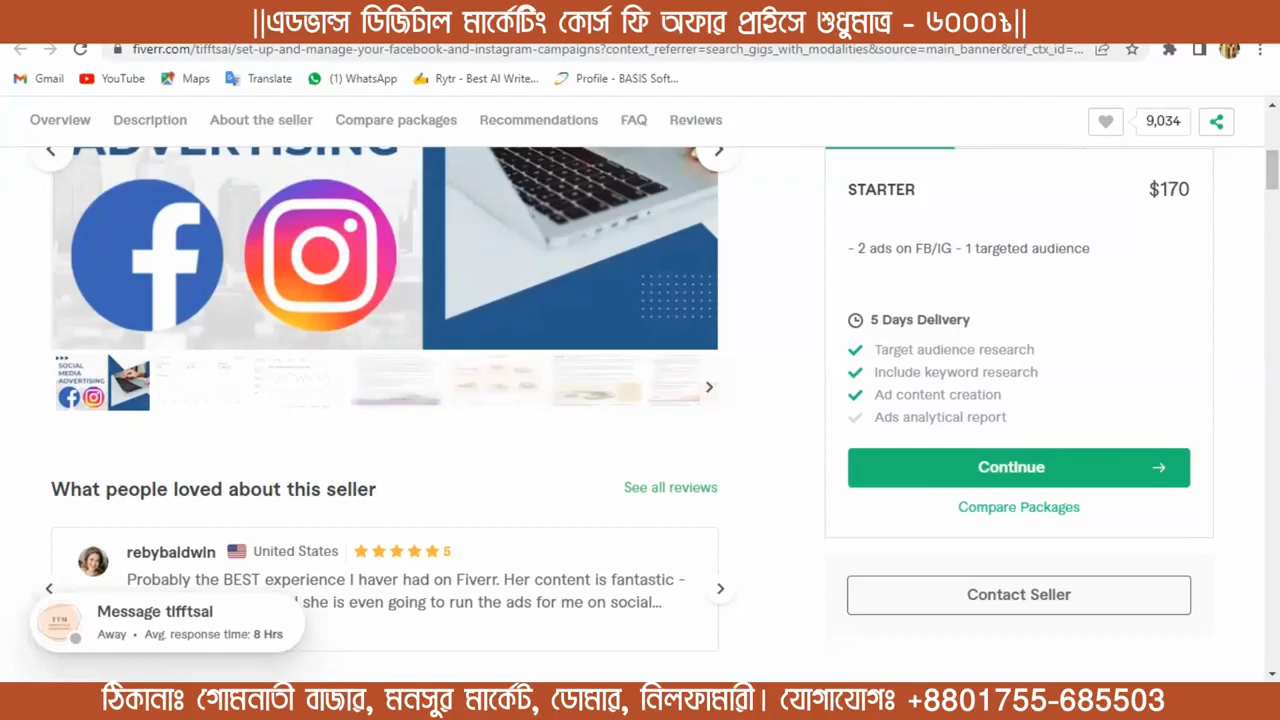 ||এডভান্স ডিজিটাল মার্কেটিং কোর্স ফি অফার প্রাইসে শুধুমাত্র - ৬০০০৳||
fiverr.com/tifftsai/set-up-and-manage-your-facebook-and-instagram-campaigns?context_referrer=search_gigs_with_modalities&source=main_banner&ref_ctx_id=...
Gmail YouTube Maps Translate (1) WhatsApp Rytr - Best AI Write... Profile - BASIS Soft...
Overview Description About the seller Compare packages Recommendations FAQ Reviews 9,034
ADVERTISING
STARTER $170
- 2 ads on FB/IG - 1 targeted audience
5 Days Delivery
Target audience research
Include keyword research
Ad content creation
Ads analytical report
SOCIAL
MEDIA
ADVERTISING
Continue
Compare Packages
What people loved about this seller See all reviews
rebybaldwin United States 5
Probably the BEST experience I haver had on Fiverr. Her content is fantastic -
she is even going to run the ads for me on social...
Contact Seller
Message tifftsai
Away • Avg. response time: 8 Hrs
ঠিকানাঃ গোমনাতী বাজার, মনসুর মার্কেট, ডোমার, নিলফামারী। যোগাযোগঃ +8801755-685503